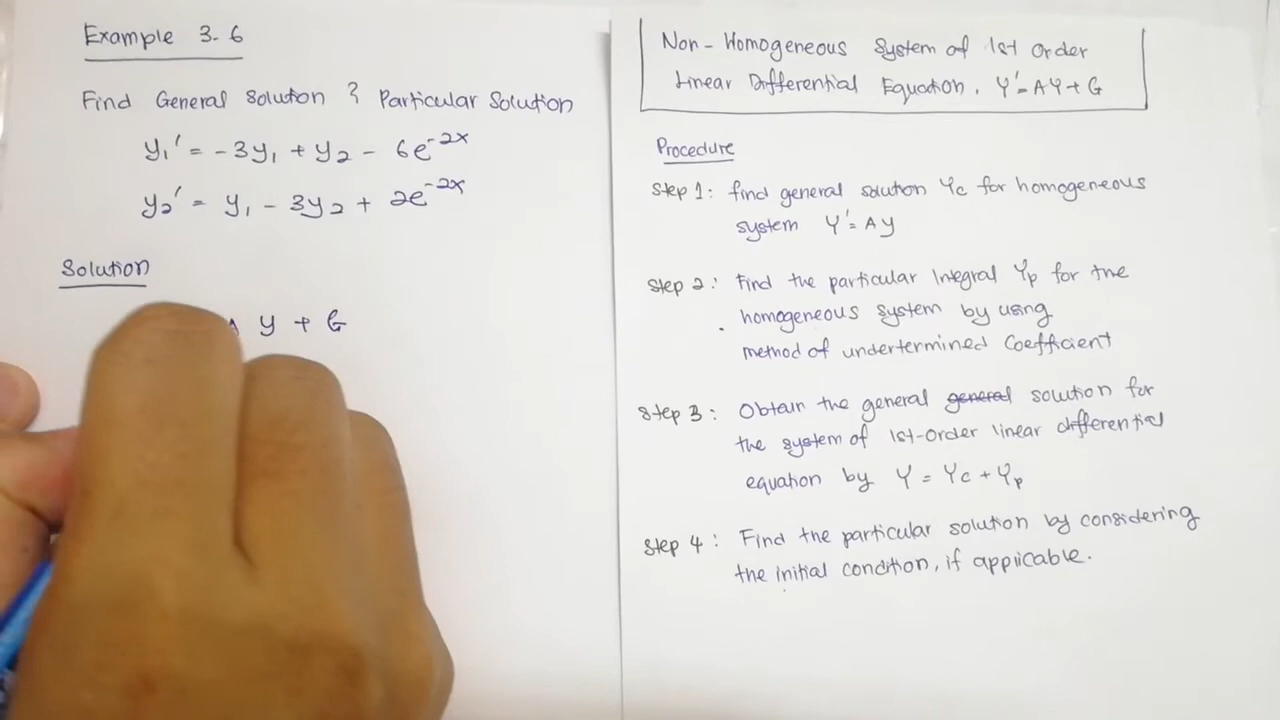 Example 3-6
Find General Solution & Particular Solution
y₁' = -3y₁ + y₂ - 6e^-2x
y₂' = y₁ - 3y₂ + 2e^-2x
Solution
Y + G
Non-Homogeneous System of 1st Order
Linear Differential Equation. Y' = AY + G
Procedure
Step 1: find general solution Yc for homogeneous
system Y' = AY
Step 2: Find the particular Integral Yp for the
homogeneous system by using
method of undertermined Coefficient
Step 3: Obtain the general general solution for
the system of 1st-order linear differential
equation by Y = Yc + Yp
Step 4: Find the particular solution by considering
the initial condition, if applicable.